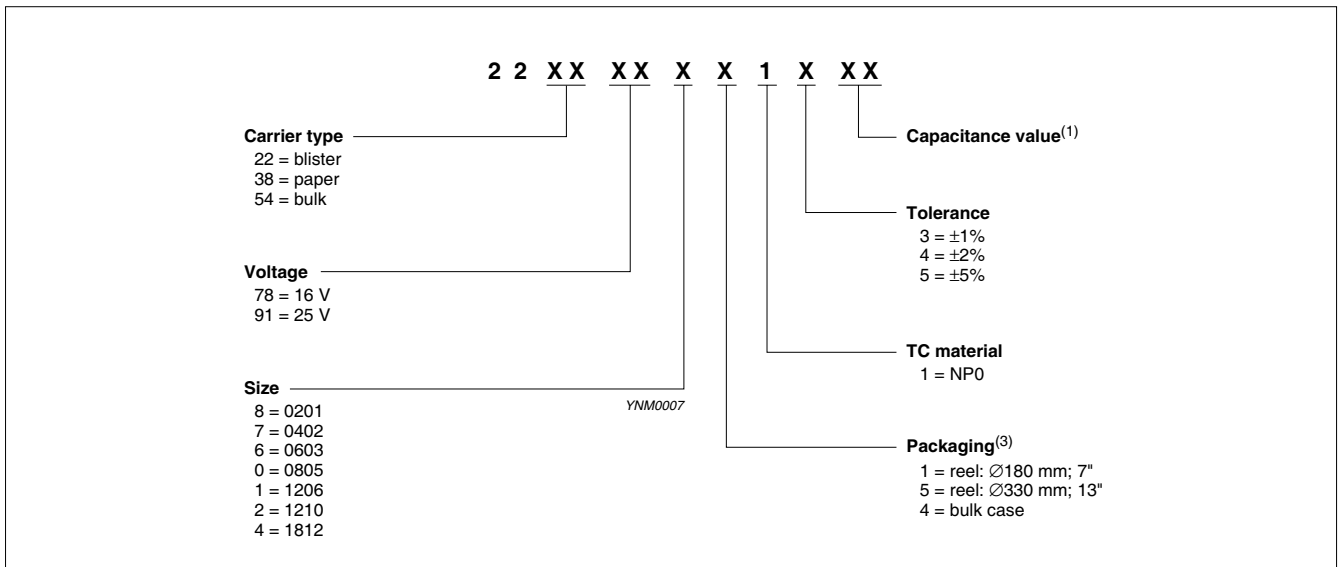 2 2 XX XX X X 1 X XX
Carrier type
22 = blister
38 = paper
54 = bulk
Voltage
78 = 16 V
91 = 25 V
Size
8 = 0201
7 = 0402
6 = 0603
0 = 0805
1 = 1206
2 = 1210
4 = 1812
YNM0007
Capacitance value(1)
Tolerance
3 = ±1%
4 = ±2%
5 = ±5%
TC material
1 = NP0
Packaging(3)
1 = reel: ∅180 mm; 7"
5 = reel: ∅330 mm; 13"
4 = bulk case